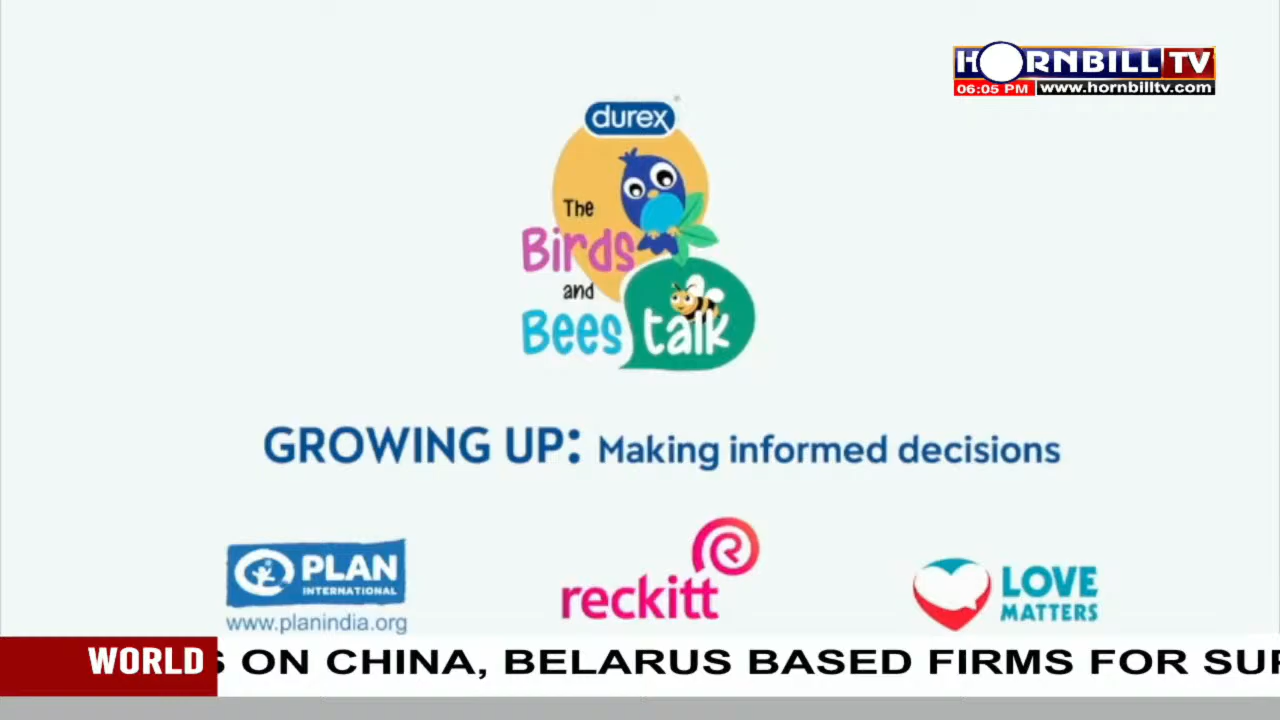 HORNBILL TV
06:05 PM www.hornbilltv.com
durex
The
Birds
and
Bees talk
GROWING UP: Making informed decisions
PLAN
INTERNATIONAL
www.planindia.org
reckitt
LOVE
MATTERS
WORLD
ON CHINA, BELARUS BASED FIRMS FOR